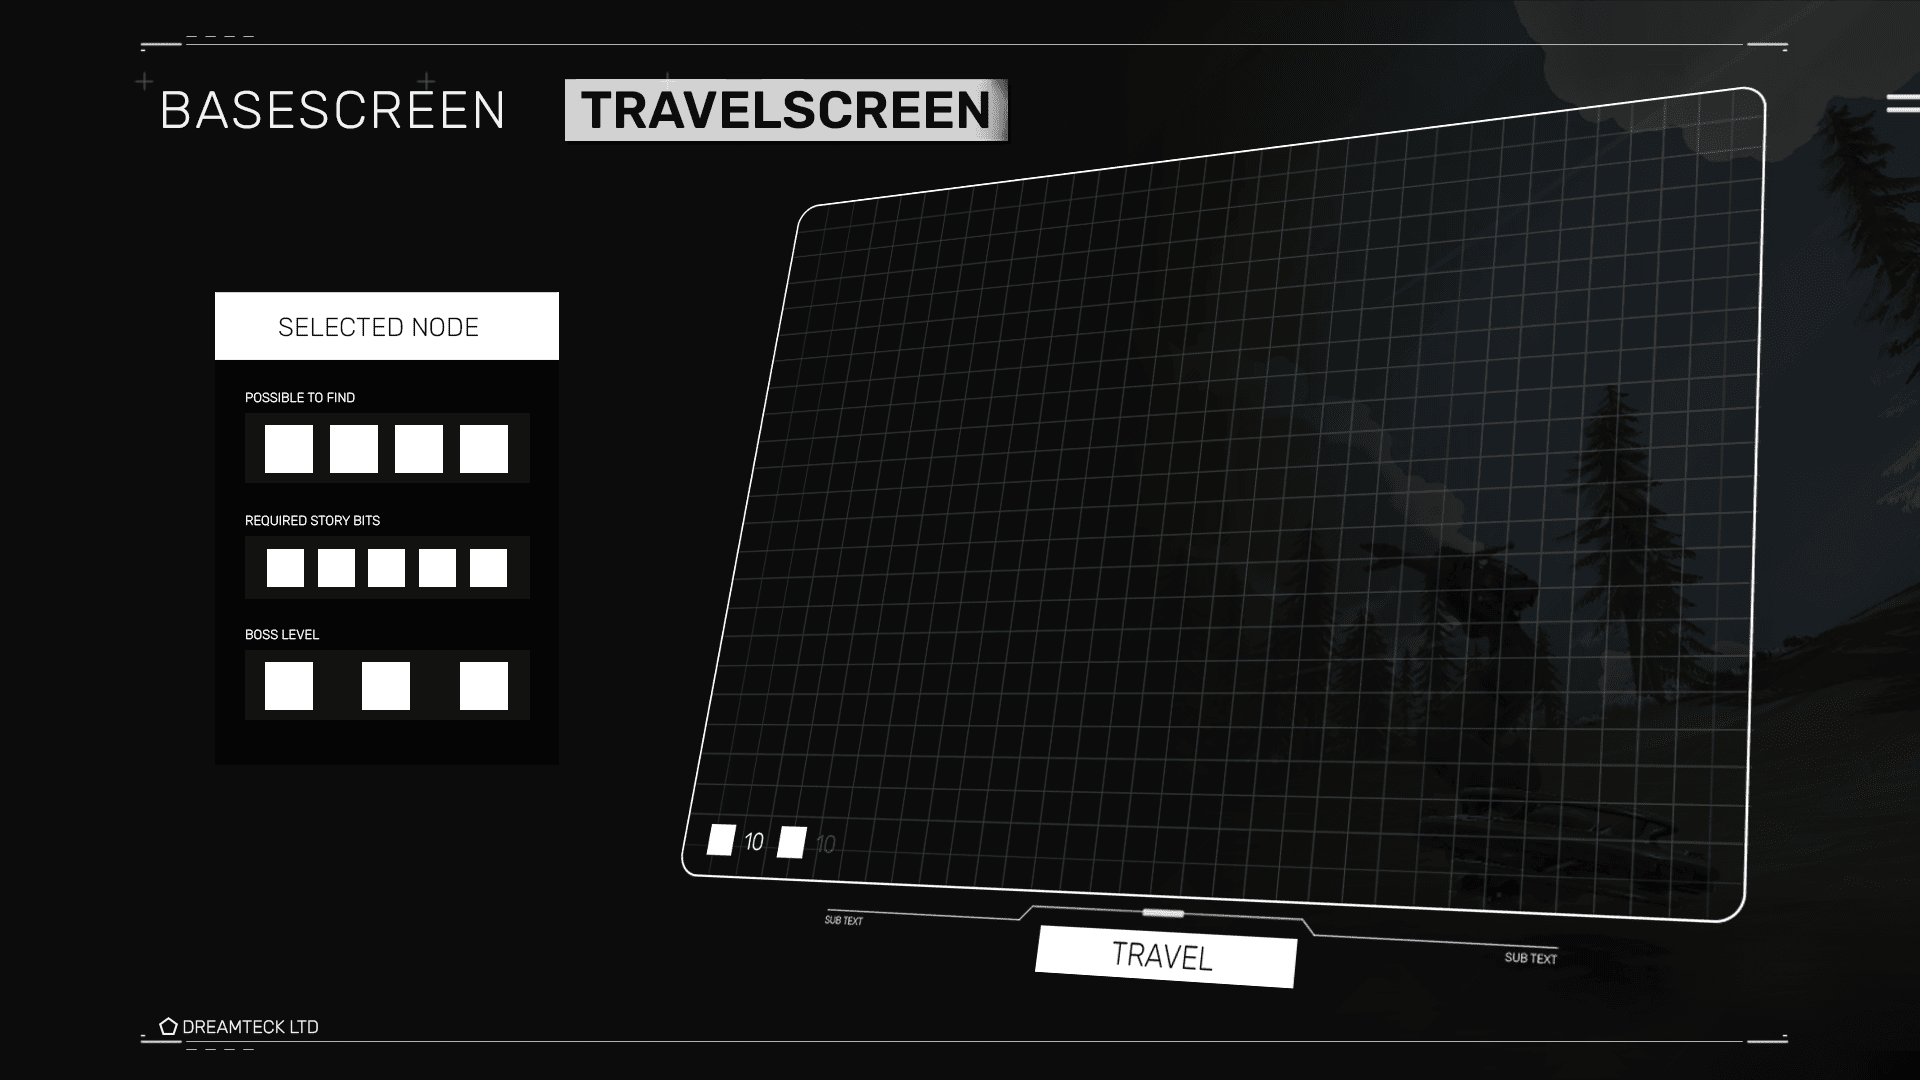 BASESCREEN
TRAVELSCREEN
SELECTED NODE
POSSIBLE TO FIND
REQUIRED STORY BITS
BOSS LEVEL
10
10
SUB TEXT
TRAVEL
SUB TEXT
DREAMTECK LTD